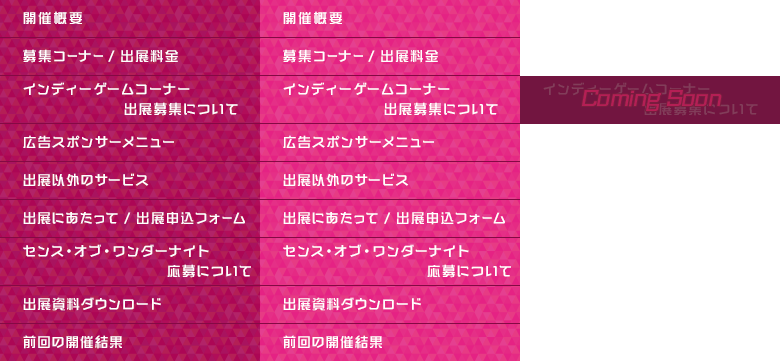 開催概要
募集コーナー / 出展料金
インディーゲームコーナー
出展募集について
広告スポンサーメニュー
出展以外のサービス
出展にあたって / 出展申込フォーム
センス・オブ・ワンダーナイト
応募について
出展資料ダウンロード
前回の開催結果
開催概要
募集コーナー / 出展料金
インディーゲームコーナー
出展募集について
広告スポンサーメニュー
出展以外のサービス
出展にあたって / 出展申込フォーム
センス・オブ・ワンダーナイト
応募について
出展資料ダウンロード
前回の開催結果
インディーゲームコーナー
Coming Soon
出展募集について